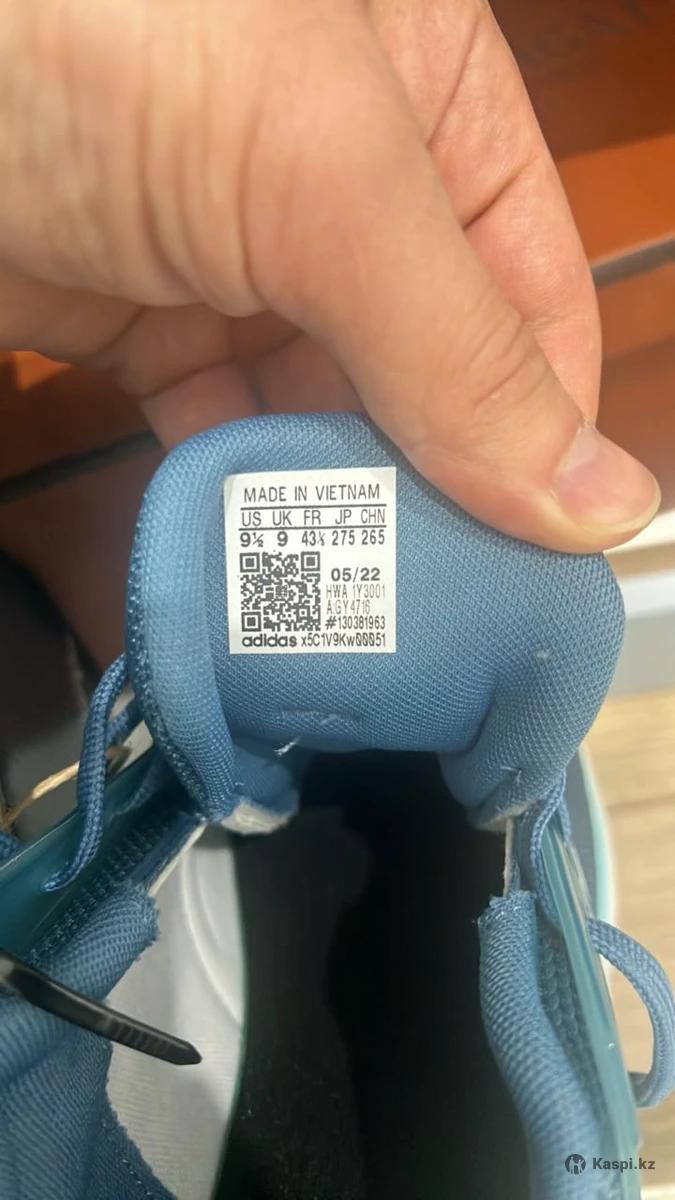 MADE IN VIETNAM
US UK FR JP CHN
9½ 9 43⅓ 275 265
05/22
HWA 1Y3001
A:GY4716
#130381963
adidas x5C1V9Kw00051
Kaspi.kz